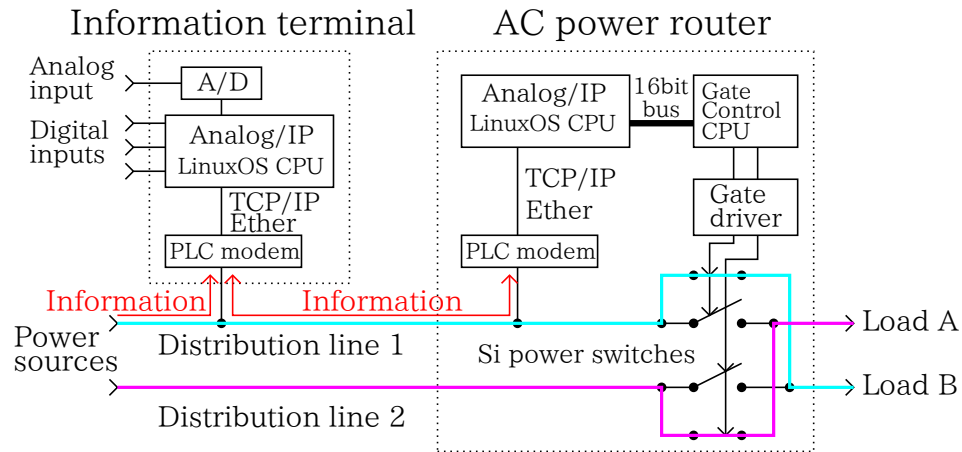 Information terminal
AC power router
Analog
input
A/D
Digital
inputs
Analog/IP
LinuxOS CPU
TCP/IP
Ether
PLC modem
Analog/IP
LinuxOS CPU
16bit
bus
Gate
Control
CPU
TCP/IP
Ether
Gate
driver
PLC modem
Information
Information
Power
sources
Distribution line 1
Si power switches
Load A
Load B
Distribution line 2